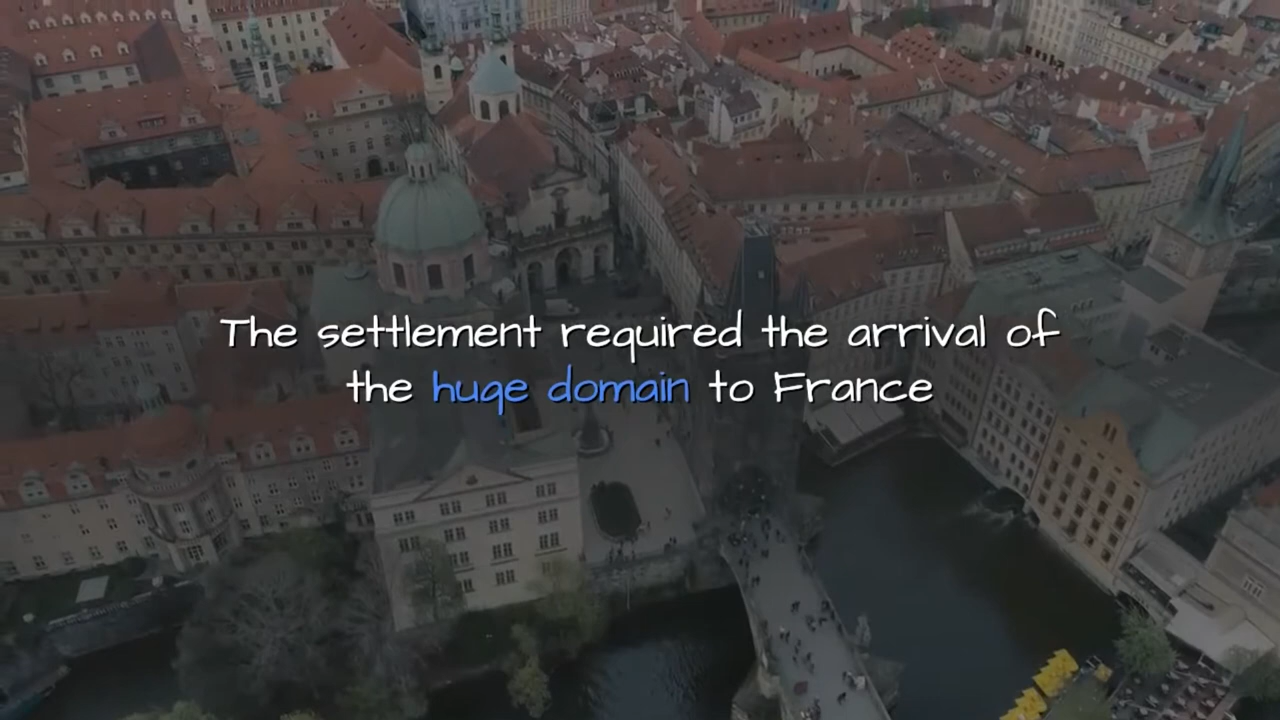 The settlement required the arrival of
the huge domain to France